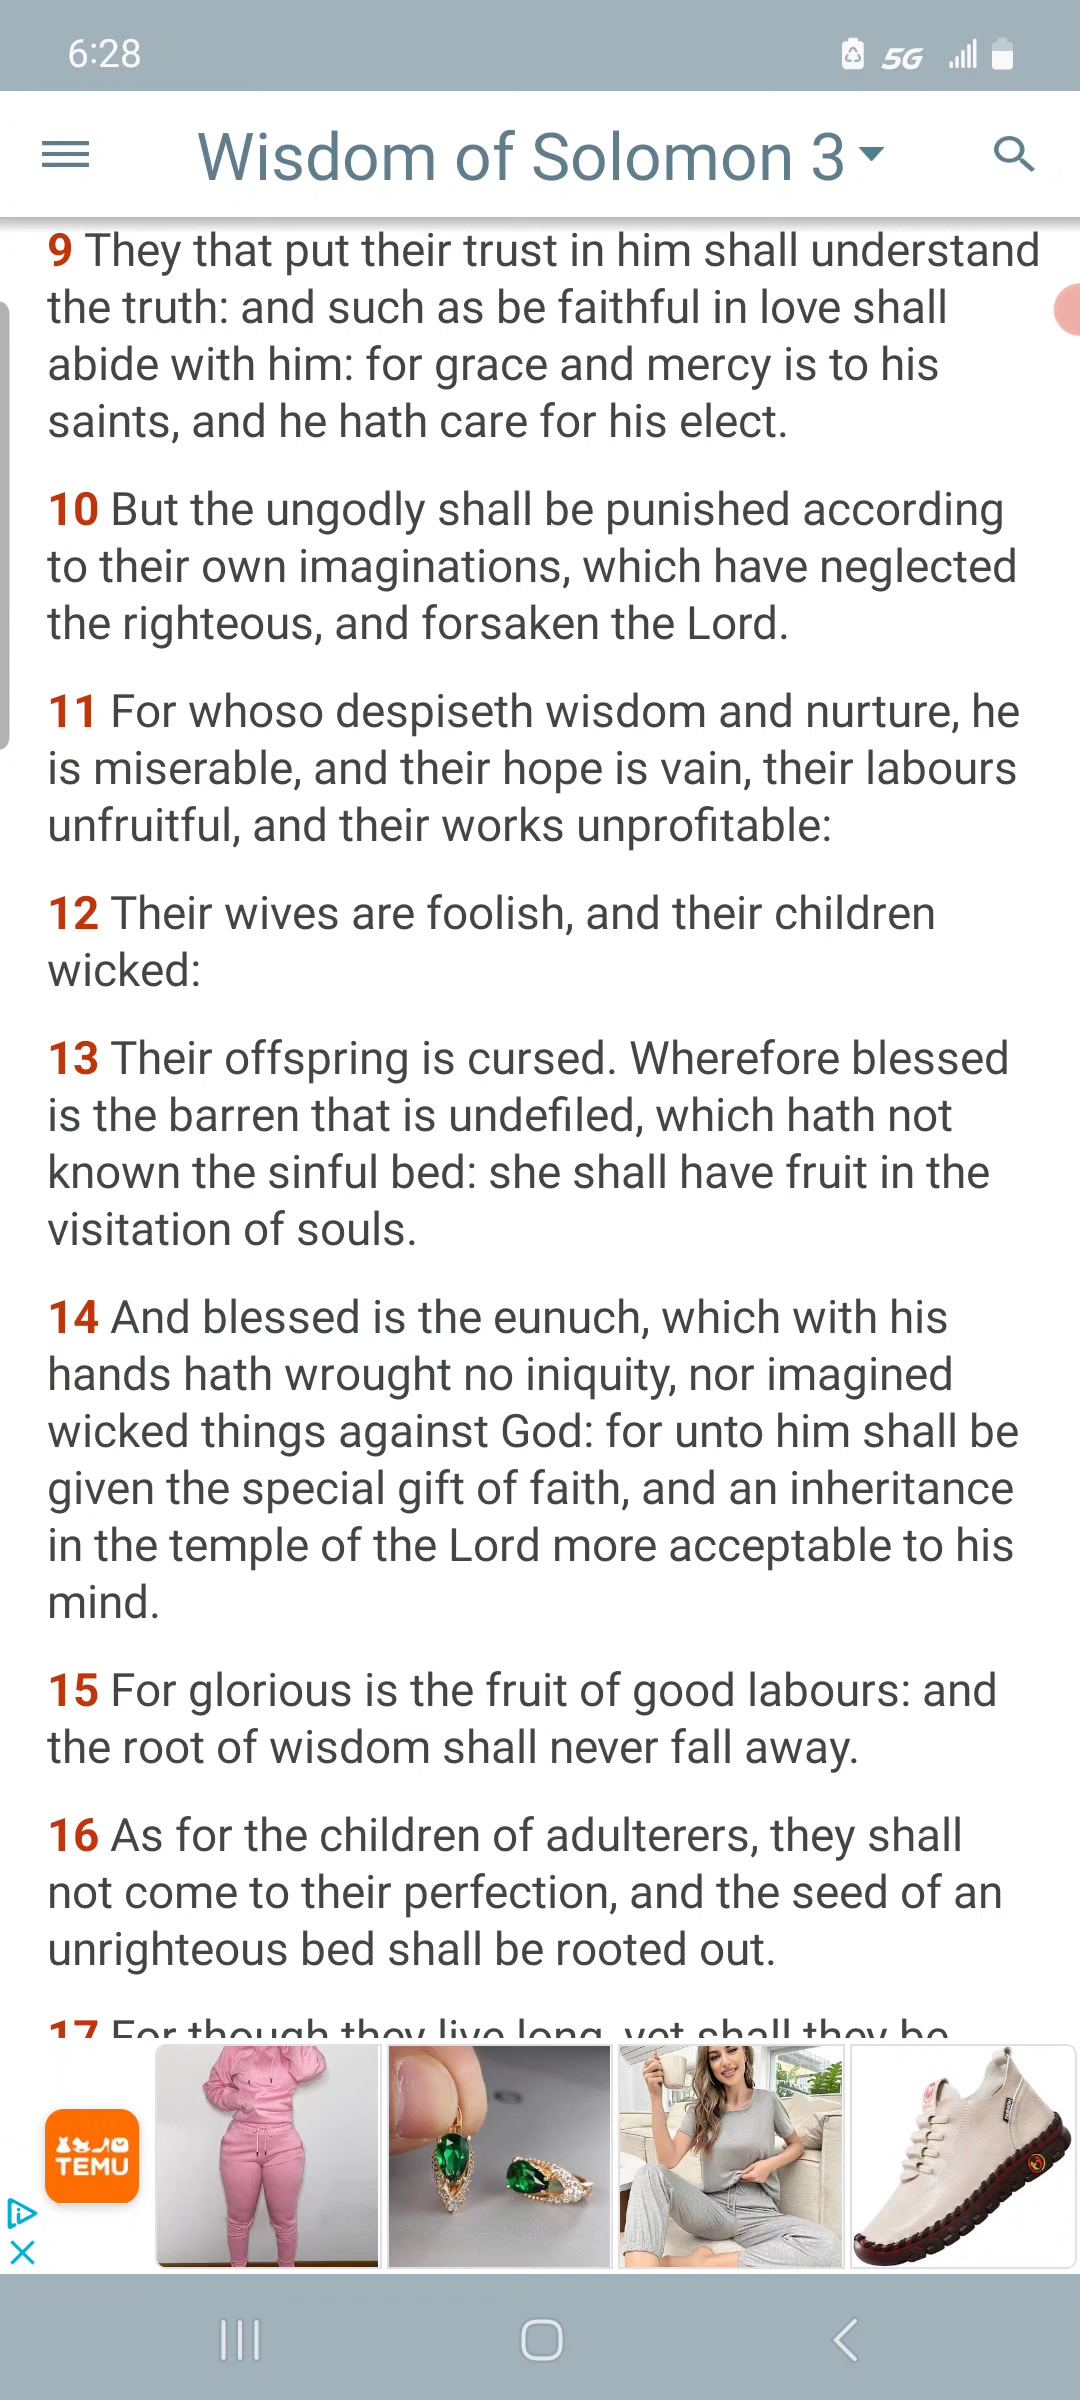 6:28
5G
Wisdom of Solomon 3
9 They that put their trust in him shall understand
the truth: and such as be faithful in love shall
abide with him: for grace and mercy is to his
saints, and he hath care for his elect.
10 But the ungodly shall be punished according
to their own imaginations, which have neglected
the righteous, and forsaken the Lord.
11 For whoso despiseth wisdom and nurture, he
is miserable, and their hope is vain, their labours
unfruitful, and their works unprofitable:
12 Their wives are foolish, and their children
wicked:
13 Their offspring is cursed. Wherefore blessed
is the barren that is undefiled, which hath not
known the sinful bed: she shall have fruit in the
visitation of souls.
14 And blessed is the eunuch, which with his
hands hath wrought no iniquity, nor imagined
wicked things against God: for unto him shall be
given the special gift of faith, and an inheritance
in the temple of the Lord more acceptable to his
mind.
15 For glorious is the fruit of good labours: and
the root of wisdom shall never fall away.
16 As for the children of adulterers, they shall
not come to their perfection, and the seed of an
unrighteous bed shall be rooted out.
17 For though they live long, yet shall they be
TEMU